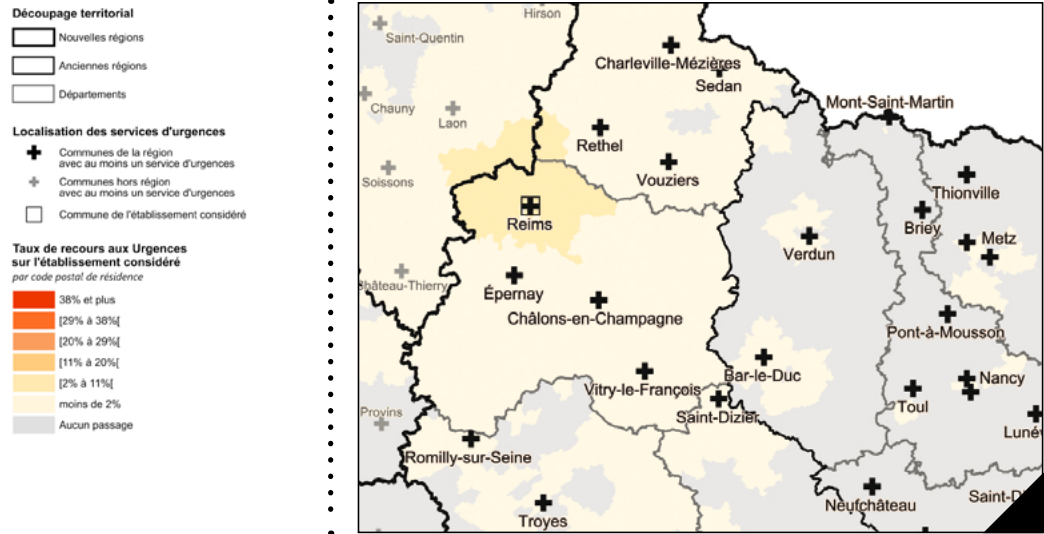 Découpage territorial
Nouvelles régions
Anciennes régions
Départements
Localisation des services d'urgences
Communes de la région
avec au moins un service d'urgences
Communes hors région
avec au moins un service d'urgences
Commune de l'établissement considéré
Taux de recours aux Urgences
sur l'établissement considéré
par code postal de résidence
38% et plus
[29% à 38%[
[20% à 29%[
[11% à 20%[
[2% à 11%[
moins de 2%
Aucun passage
Hirson
Saint-Quentin
Charleville-Mézières
Sedan
Chauny
Laon
Mont-Saint-Martin
Rethel
Soissons
Vouziers
Thionville
Reims
Briey
Metz
Verdun
Château-Thierry
Épernay
Châlons-en-Champagne
Pont-à-Mousson
Bar-le-Duc
Nancy
Vitry-le-François
Toul
Provins
Saint-Dizier
Luné
Romilly-sur-Seine
Neufchâteau
Saint-D
Troyes